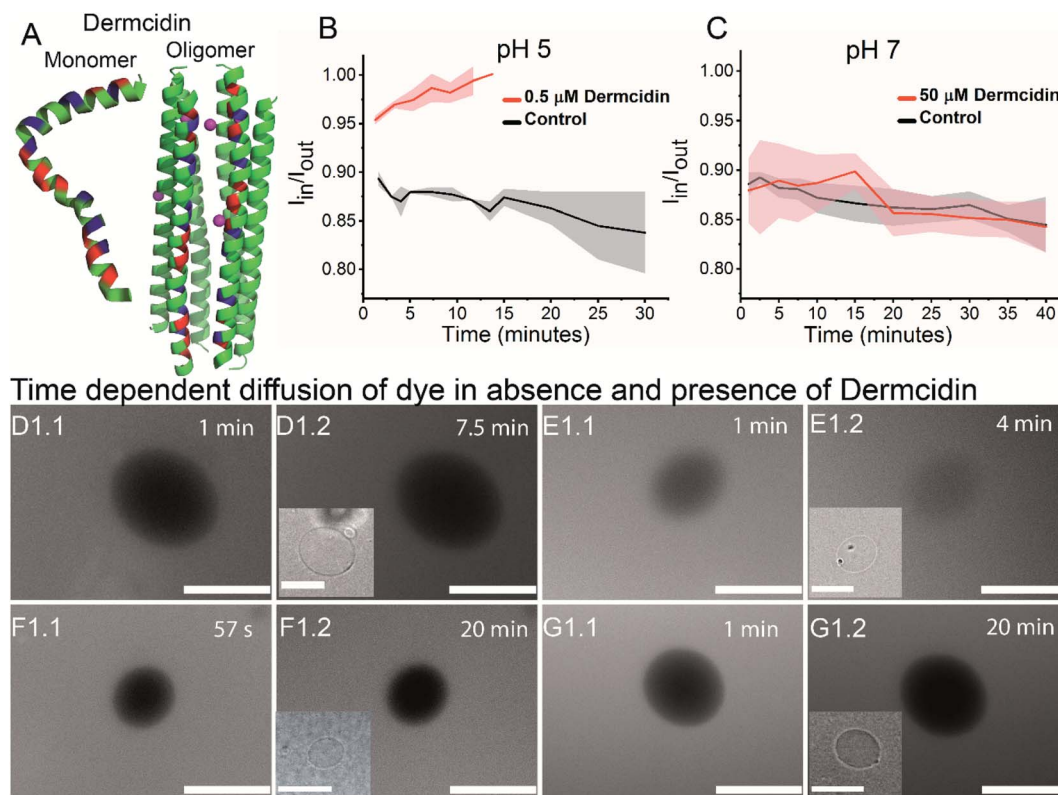 A
Dermcidin
Monomer
Oligomer
B
pH 5
1.00
0.95
0.90
0.85
0.80
Iin/Iout
0.5 μM Dermcidin
Control
0 5 10 15 20 25 30
Time (minutes)
C
pH 7
1.00
0.95
0.90
0.85
0.80
Iin/Iout
50 μM Dermcidin
Control
0 5 10 15 20 25 30 35 40
Time (minutes)
Time dependent diffusion of dye in absence and presence of Dermcidin
D1.1 1 min
D1.2 7.5 min
E1.1 1 min
E1.2 4 min
F1.1 57 s
F1.2 20 min
G1.1 1 min
G1.2 20 min